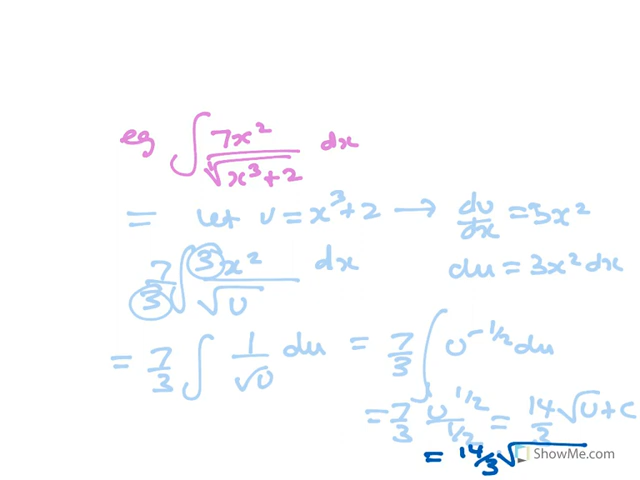 eg ∫ 7x² / √(x³+2) dx
= let u = x³+2 → du/dx = 3x²
7/3 ∫ 3x² / √u dx du = 3x² dx
= 7/3 ∫ 1/√u du = 7/3 ∫ u^(-1/2) du
= 7/3 u^(1/2) / (1/2) = 14/3 √u + c
= 14/3 √
ShowMe.com